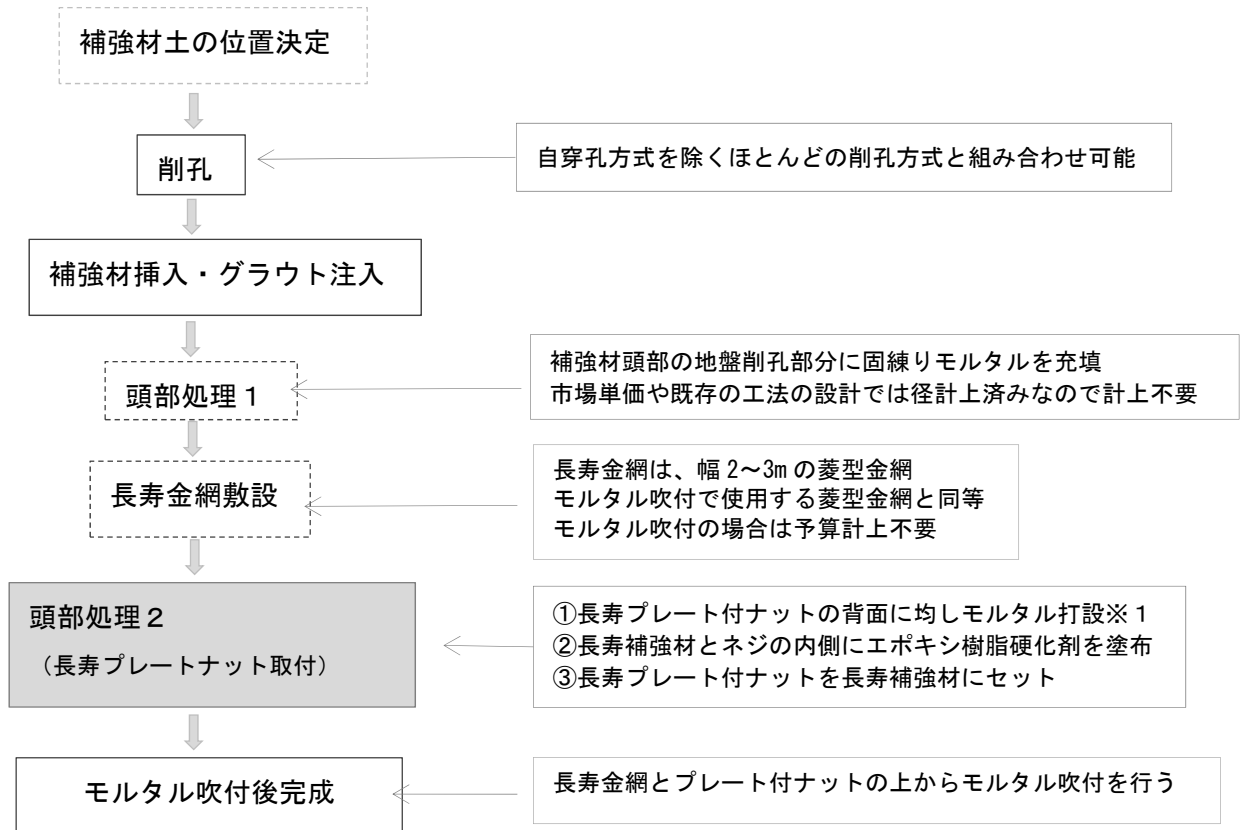 補強材土の位置決定
削孔
自穿孔方式を除くほとんどの削孔方式と組み合わせ可能
補強材挿入・グラウト注入
頭部処理１
補強材頭部の地盤削孔部分に固練りモルタルを充填
市場単価や既存の工法の設計では径計上済みなので計上不要
長寿金網敷設
長寿金網は、幅 2～3m の菱型金網
モルタル吹付で使用する菱型金網と同等
モルタル吹付の場合は予算計上不要
頭部処理２
（長寿プレートナット取付）
①長寿プレート付ナットの背面に均しモルタル打設※１
②長寿補強材とネジの内側にエポキシ樹脂硬化剤を塗布
③長寿プレート付ナットを長寿補強材にセット
モルタル吹付後完成
長寿金網とプレート付ナットの上からモルタル吹付を行う